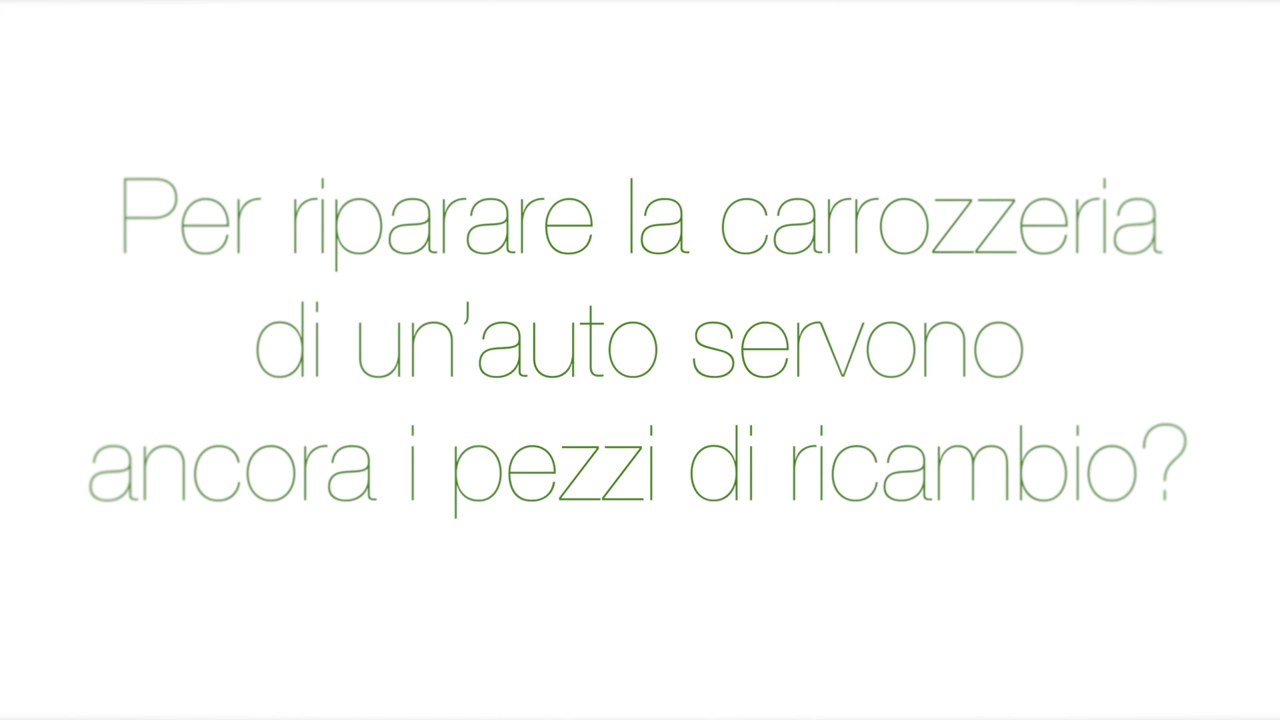 Per riparare la carrozzeria
di un’auto servono
ancora i pezzi di ricambio?